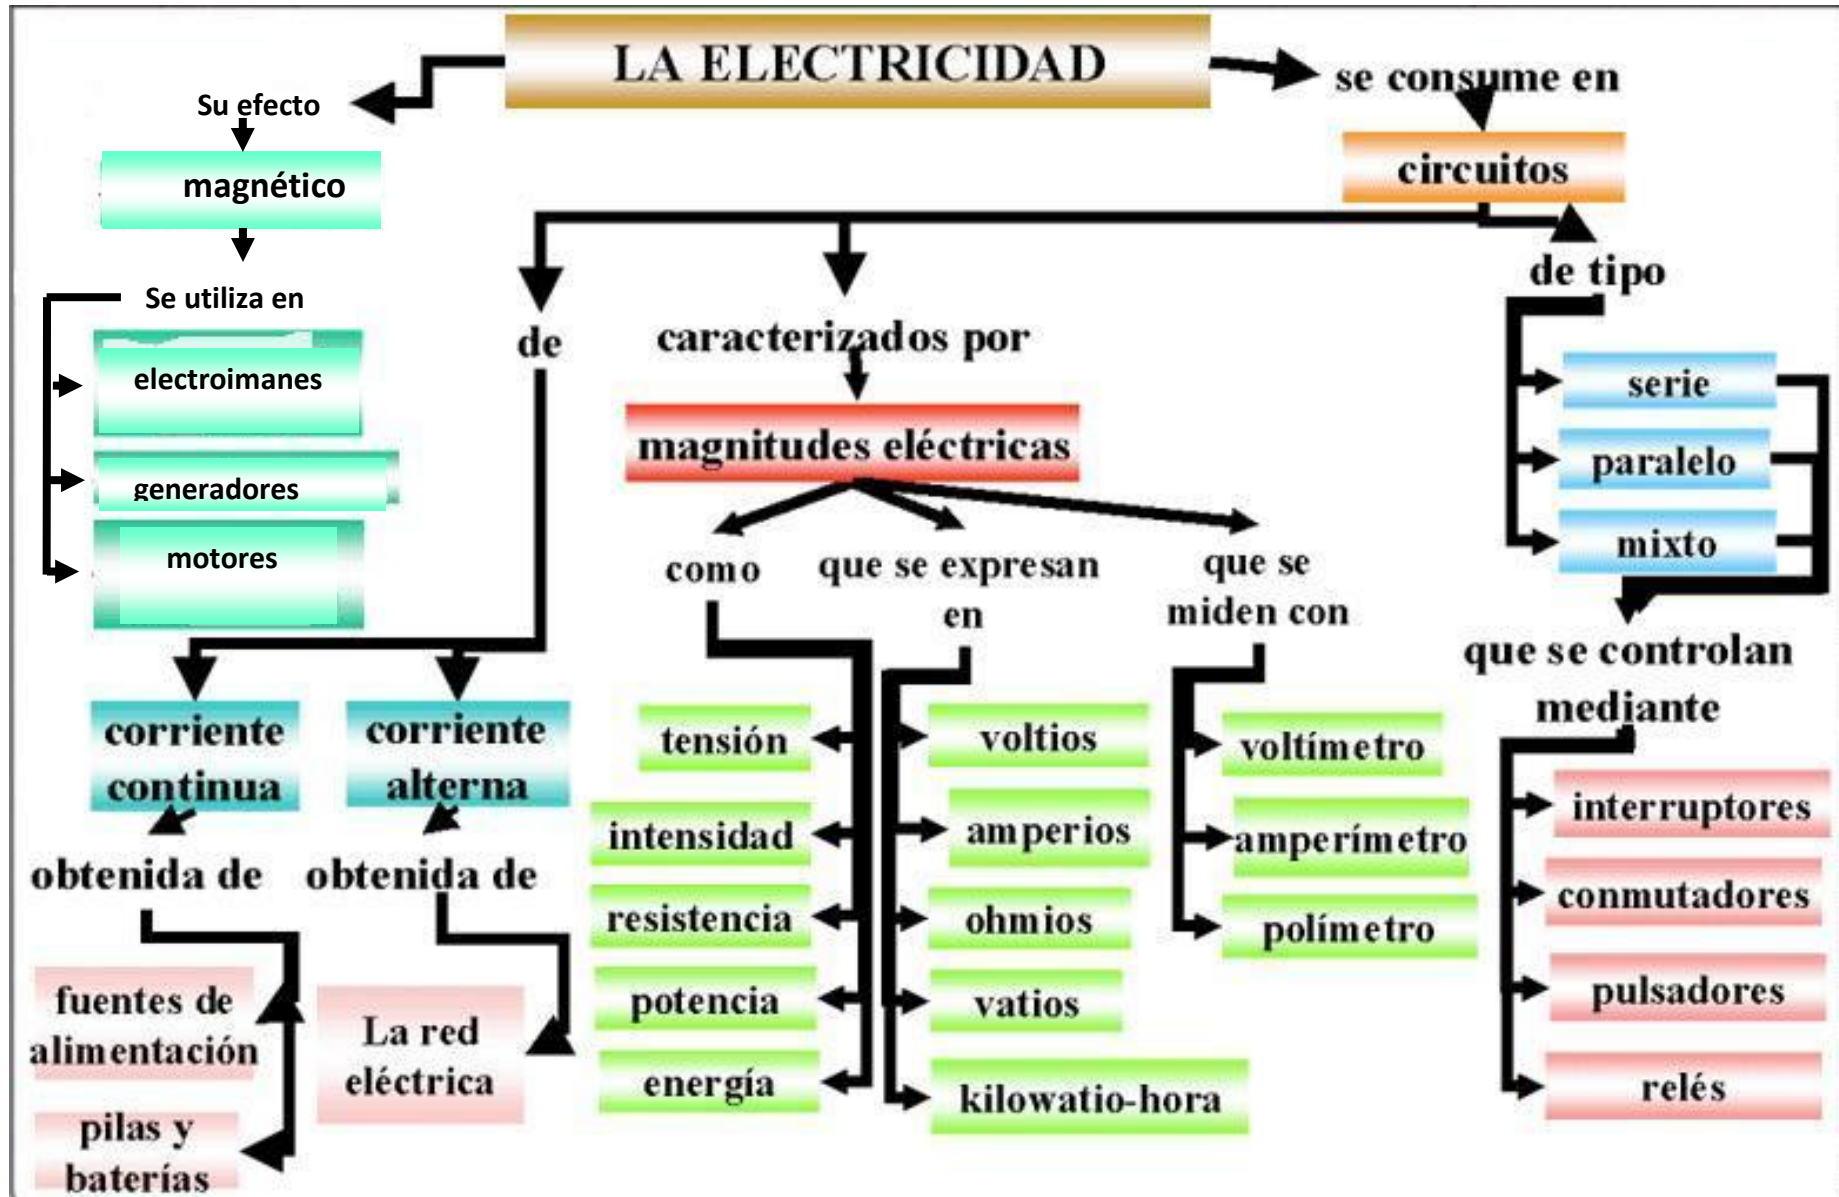 LA ELECTRICIDAD
Su efecto
magnético
Se utiliza en
electroimanes
generadores
motores
se consume en
circuitos
de
corriente
continua
obtenida de
fuentes de
alimentación
pilas y
baterías
corriente
alterna
obtenida de
La red
eléctrica
caracterizados por
magnitudes eléctricas
como
tensión
intensidad
resistencia
potencia
energía
que se expresan
en
voltios
amperios
ohmios
vatios
kilowatio-hora
que se
miden con
voltímetro
amperímetro
polímetro
de tipo
serie
paralelo
mixto
que se controlan
mediante
interruptores
conmutadores
pulsadores
relés